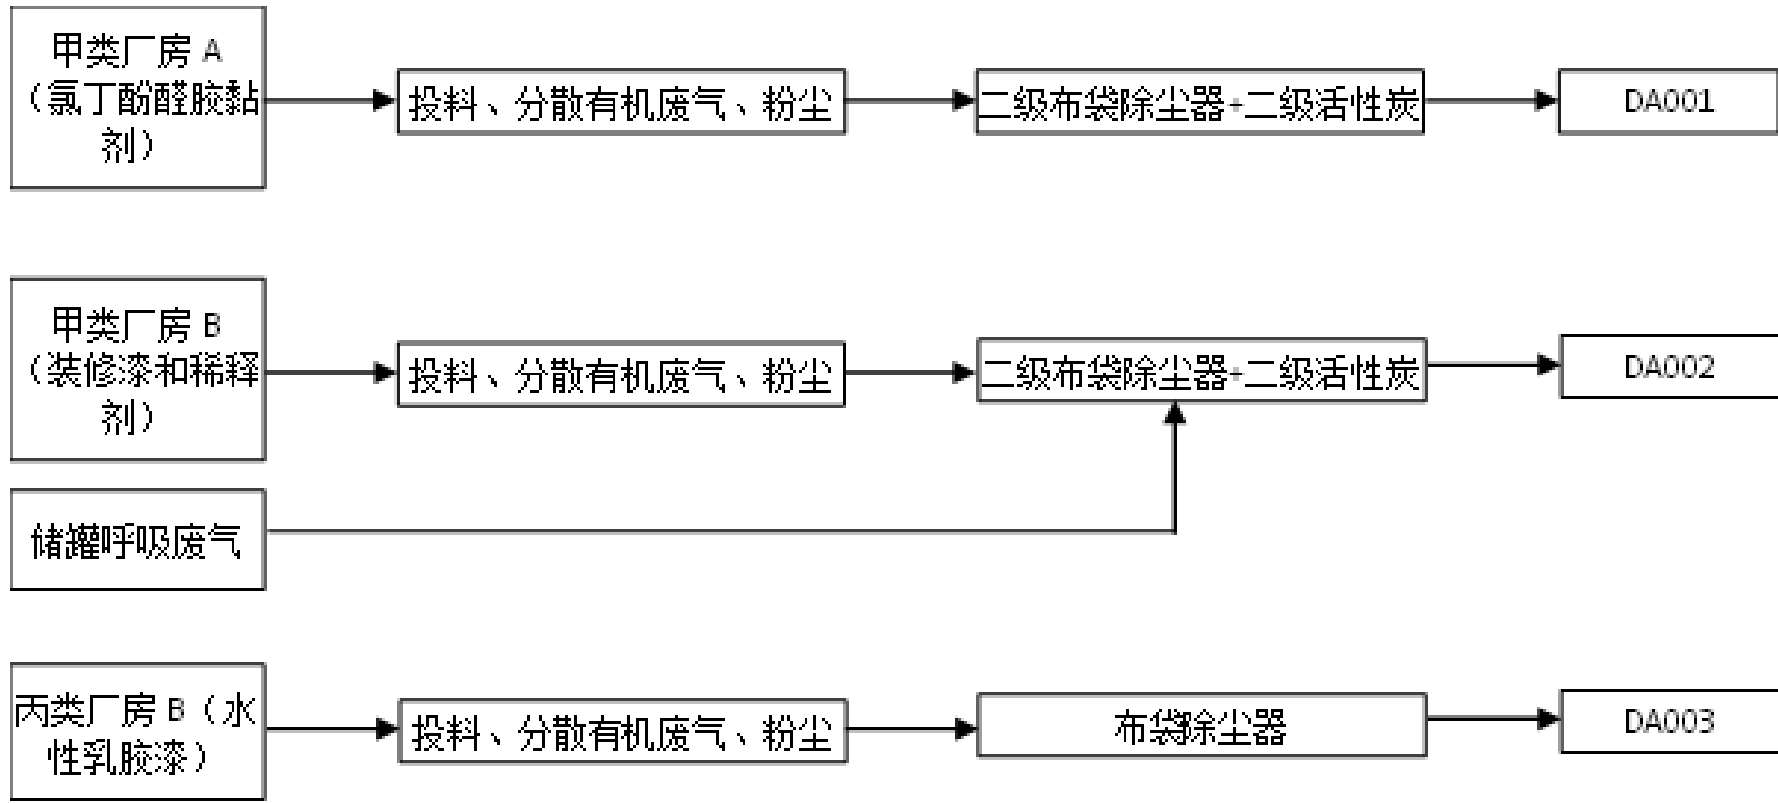 甲类厂房 A
（氯丁酚醛胶黏
剂）
投料、分散有机废气、粉尘
二级布袋除尘器+二级活性炭
DA001
甲类厂房 B
（装修漆和稀释
剂）
投料、分散有机废气、粉尘
二级布袋除尘器+二级活性炭
DA002
储罐呼吸废气
丙类厂房 B（水
性乳胶漆）
投料、分散有机废气、粉尘
布袋除尘器
DA003